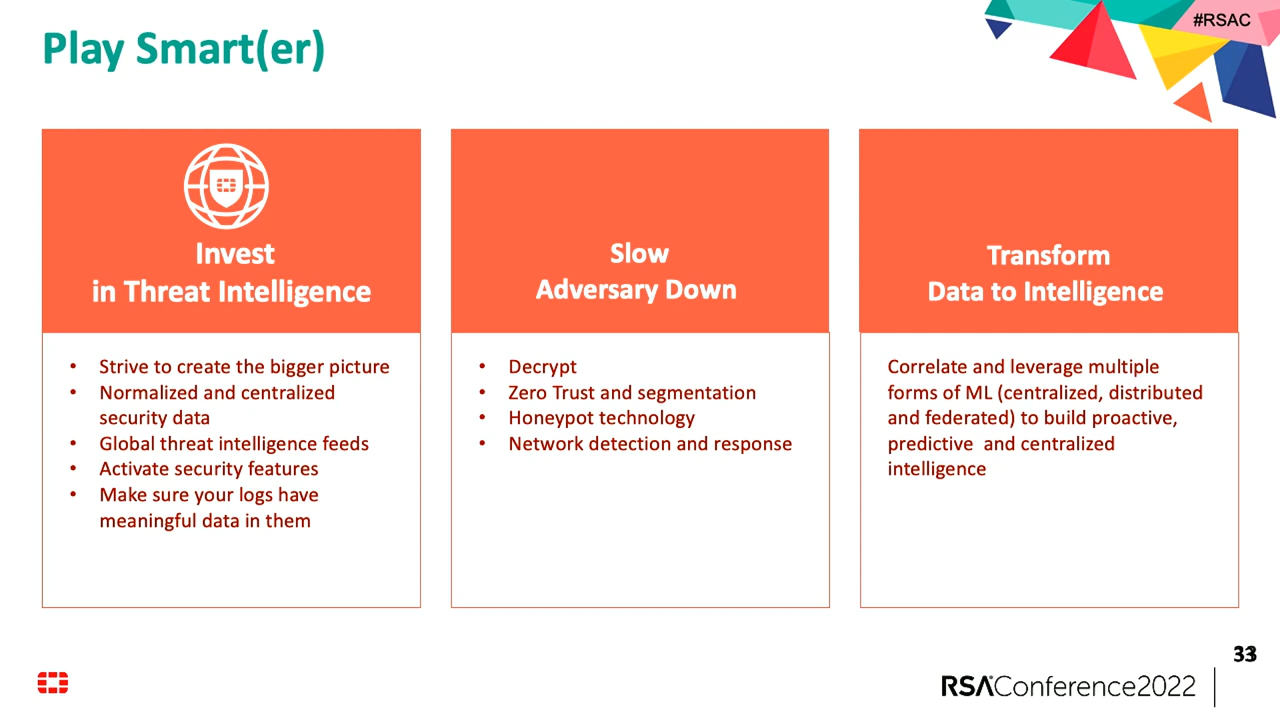 Play Smart(er)
#RSAC
Invest
in Threat Intelligence
• Strive to create the bigger picture
• Normalized and centralized
security data
• Global threat intelligence feeds
• Activate security features
• Make sure your logs have
meaningful data in them
Slow
Adversary Down
• Decrypt
• Zero Trust and segmentation
• Honeypot technology
• Network detection and response
Transform
Data to Intelligence
Correlate and leverage multiple
forms of ML (centralized, distributed
and federated) to build proactive,
predictive  and centralized
intelligence
33
RSAConference2022